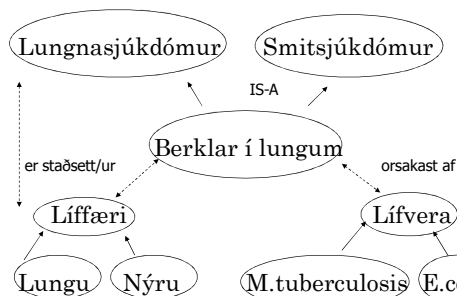 Lungnasjúkdómur
Smitsjúkdómur
IS-A
Berklar í lungum
er staðsett/ur
orsakast af
Líffæri
Lífvera
Lungu
Nýru
M.tuberculosis